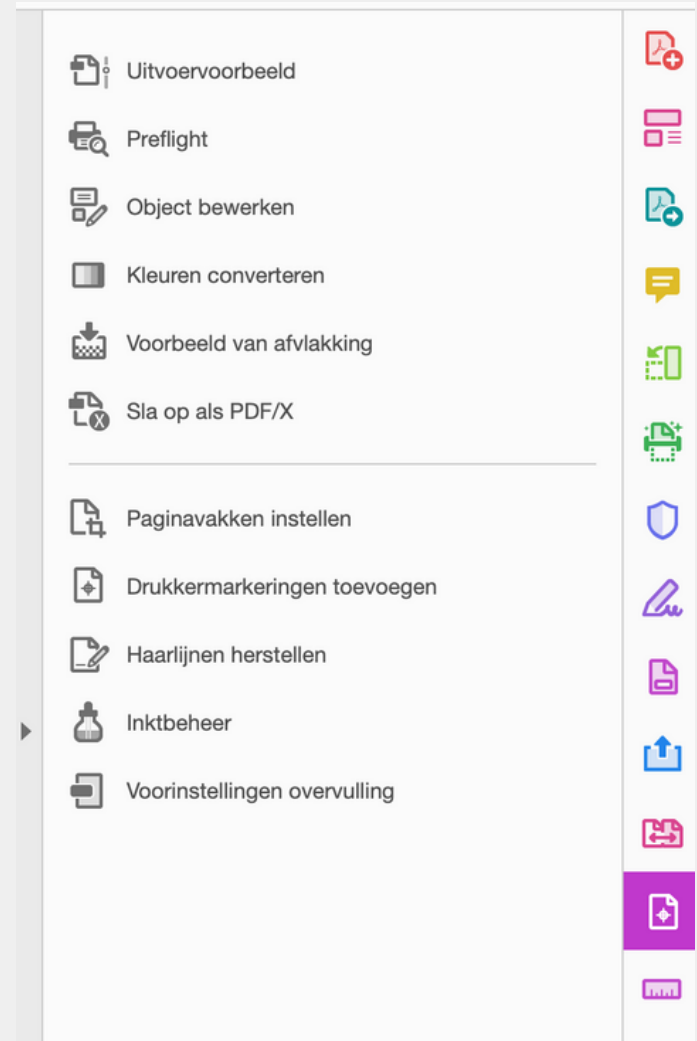 Uitvoervoorbeeld
Preflight
Object bewerken
Kleuren converteren
Voorbeeld van afvlakking
Sla op als PDF/X
Paginavakken instellen
Drukkermarkeringen toevoegen
Haarlijnen herstellen
Inktbeheer
Voorinstellingen overvulling